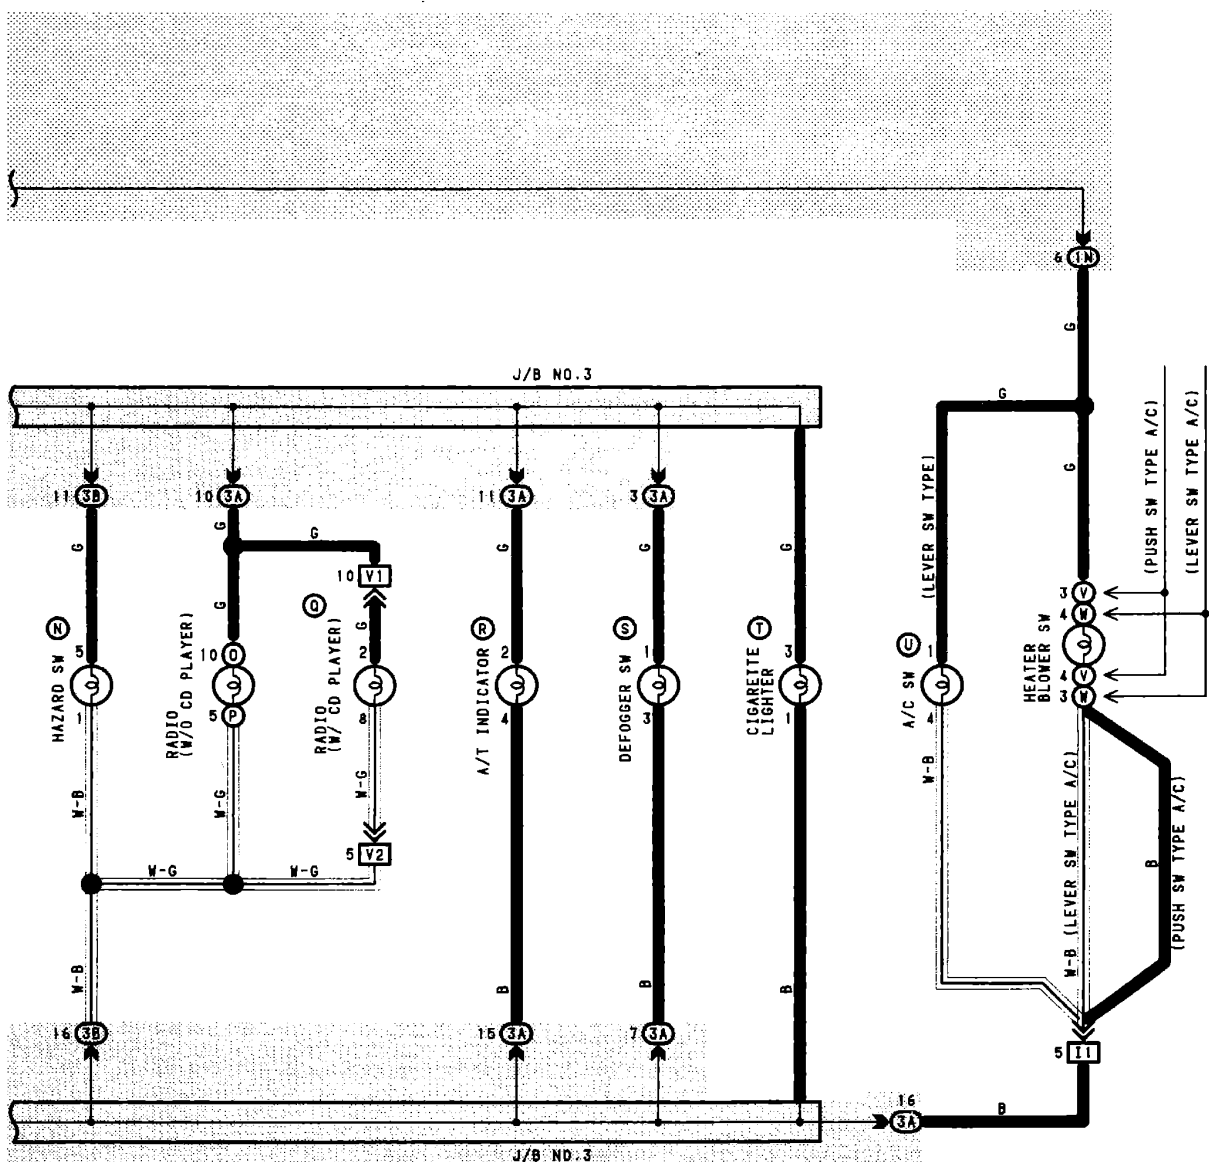 6 1N
G
J/B NO.3
G
11 3B
10 3A
11 3A
3 3A
G
G
G
G
G
G
G
(LEVER SW TYPE)
(PUSH SW TYPE A/C)
(LEVER SW TYPE A/C)
10 V1
G
G
3 V
4 W
N
Q
R
S
T
U
5
10 O
2
2
1
3
1
HAZARD SW
RADIO
(W/O CD PLAYER)
RADIO
(W/ CD PLAYER)
A/T INDICATOR
DEFOGGER SW
CIGARETTE
LIGHTER
A/C SW
HEATER
BLOWER SW
4 V
3 W
1
5 P
8
4
3
1
4
W-B
W-G
W-G
W-B
5 V2
W-G
W-G
W-B (LEVER SW TYPE A/C)
B
(PUSH SW TYPE A/C)
W-B
B
B
B
16 3B
15 3A
7 3A
5 I1
16
3A
B
J/B NO.3